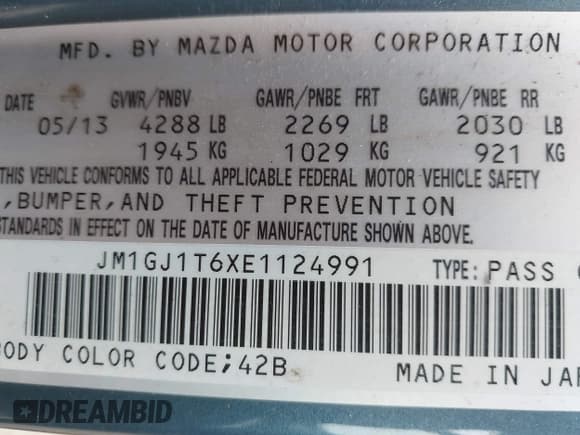 MFD. BY MAZDA MOTOR CORPORATION
DATE GVWR/PNBV GAWR/PNBE FRT GAWR/PNBE RR
05/13 4288 LB 2269 LB 2030 LB
1945 KG 1029 KG 921 KG
THIS VEHICLE CONFORMS TO ALL APPLICABLE FEDERAL MOTOR VEHICLE SAFETY
,BUMPER,AND THEFT PREVENTION
STANDARDS IN EFFECT ON THE DATE OF MANUFACTURE SHOWN ABOVE.
JM1GJ1T6XE1124991 TYPE: PASS
BODY COLOR CODE;42B MADE IN JAP
DREAMBID